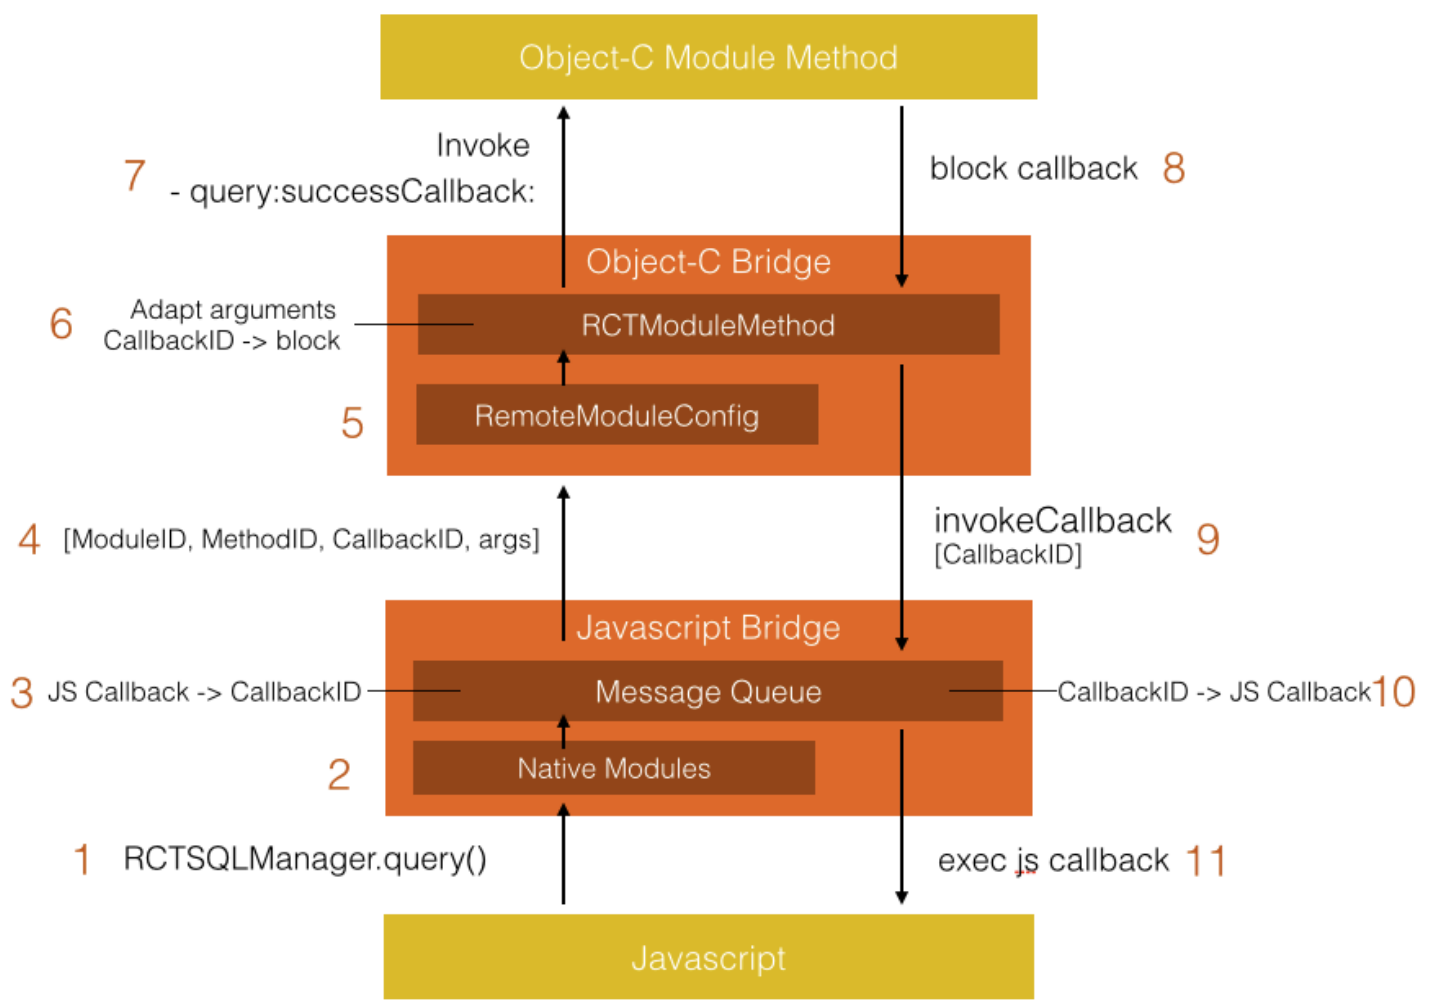 Object-C Module Method
Invoke
7
- query:successCallback:
block callback 8
Object-C Bridge
6
Adapt arguments
CallbackID -> block
RCTModuleMethod
5
RemoteModuleConfig
4 [ModuleID, MethodID, CallbackID, args]
invokeCallback
[CallbackID]
9
Javascript Bridge
3 JS Callback -> CallbackID
Message Queue
CallbackID -> JS Callback 10
2
Native Modules
1 RCTSQLManager.query()
exec js callback 11
Javascript